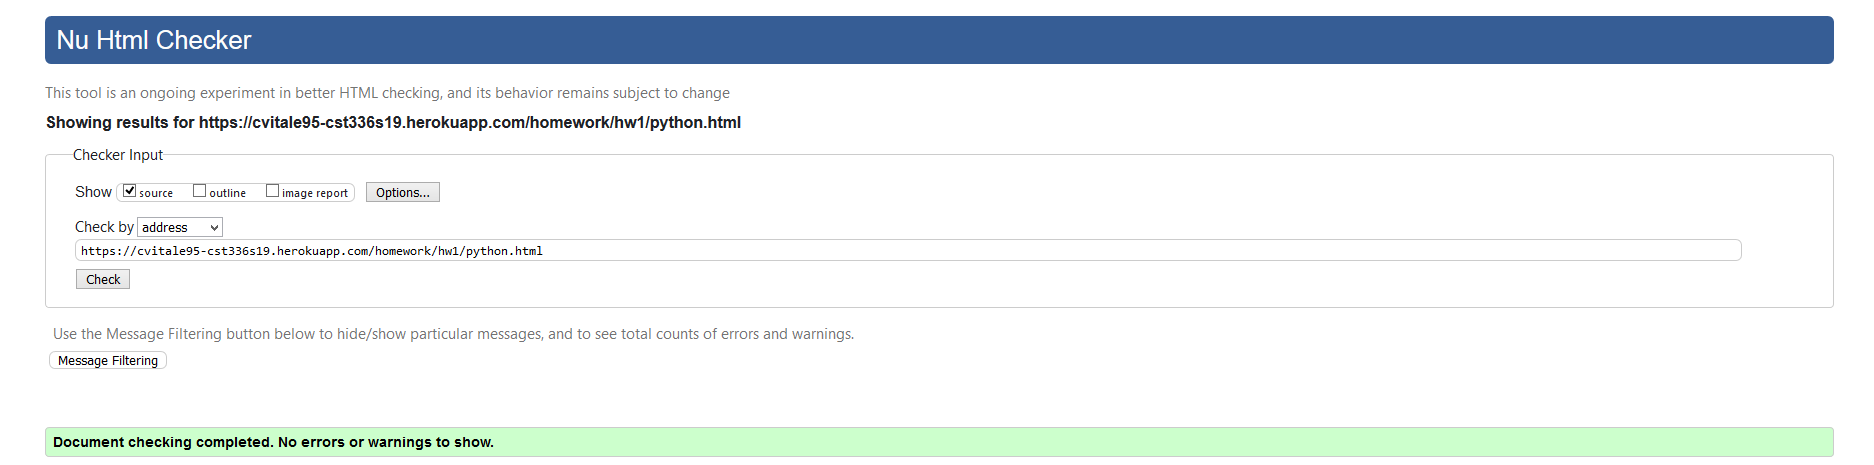 Nu Html Checker
This tool is an ongoing experiment in better HTML checking, and its behavior remains subject to change
Showing results for https://cvitale95-cst336s19.herokuapp.com/homework/hw1/python.html
Checker Input
Show source outline image report Options...
Check by address
https://cvitale95-cst336s19.herokuapp.com/homework/hw1/python.html
Check
Use the Message Filtering button below to hide/show particular messages, and to see total counts of errors and warnings.
Message Filtering
Document checking completed. No errors or warnings to show.